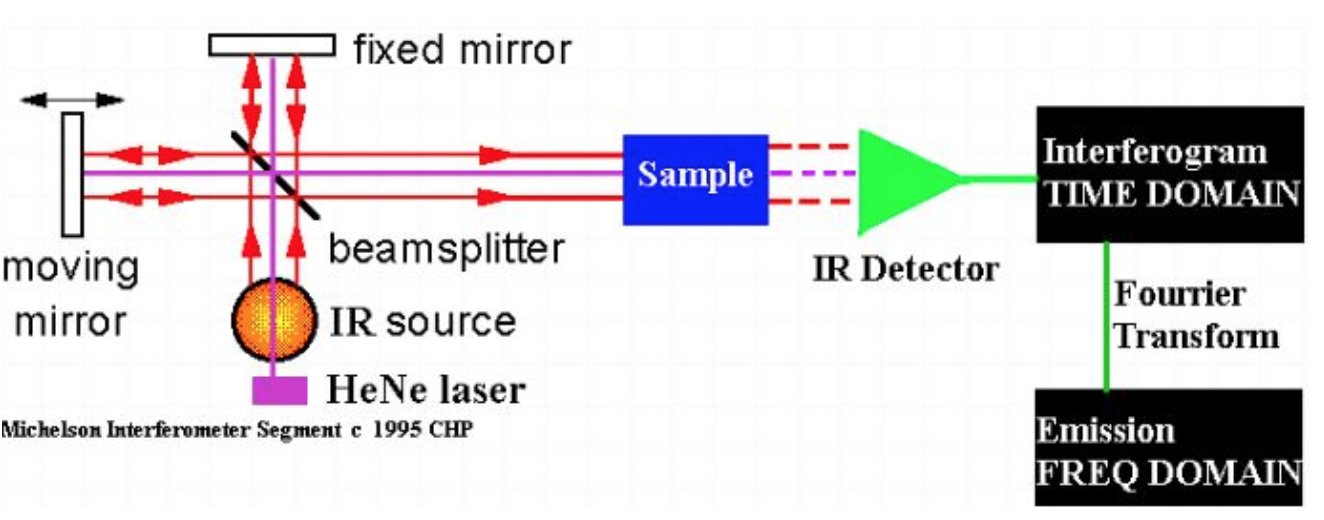 fixed mirror
moving
mirror
beamsplitter
IR source
HeNe laser
Michelson Interferometer Segment c 1995 CHP
Sample
IR Detector
Interferogram
TIME DOMAIN
Fourrier
Transform
Emission
FREQ DOMAIN